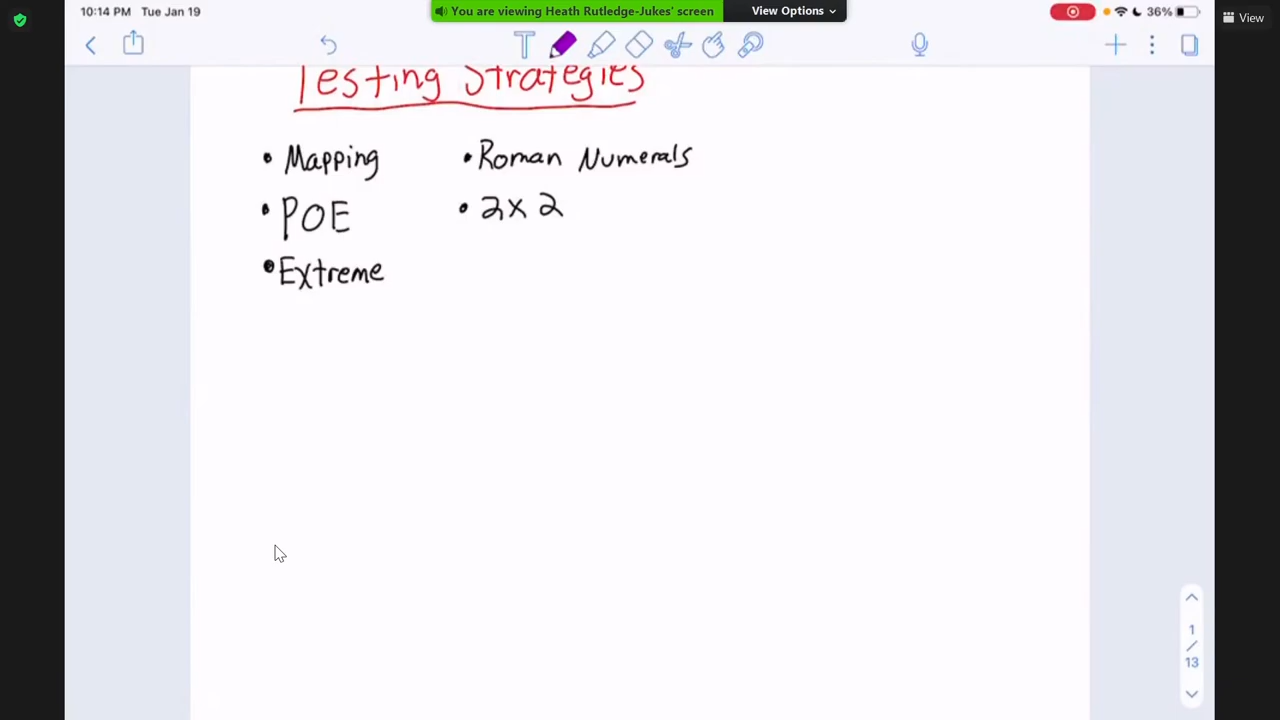 10:14 PM Tue Jan 19
You are viewing Heath Rutledge-Jukes' screen
View Options
36%
View
T
Testing Strategies
• Mapping
• Roman Numerals
• POE
• 2x2
• Extreme
1
/
13